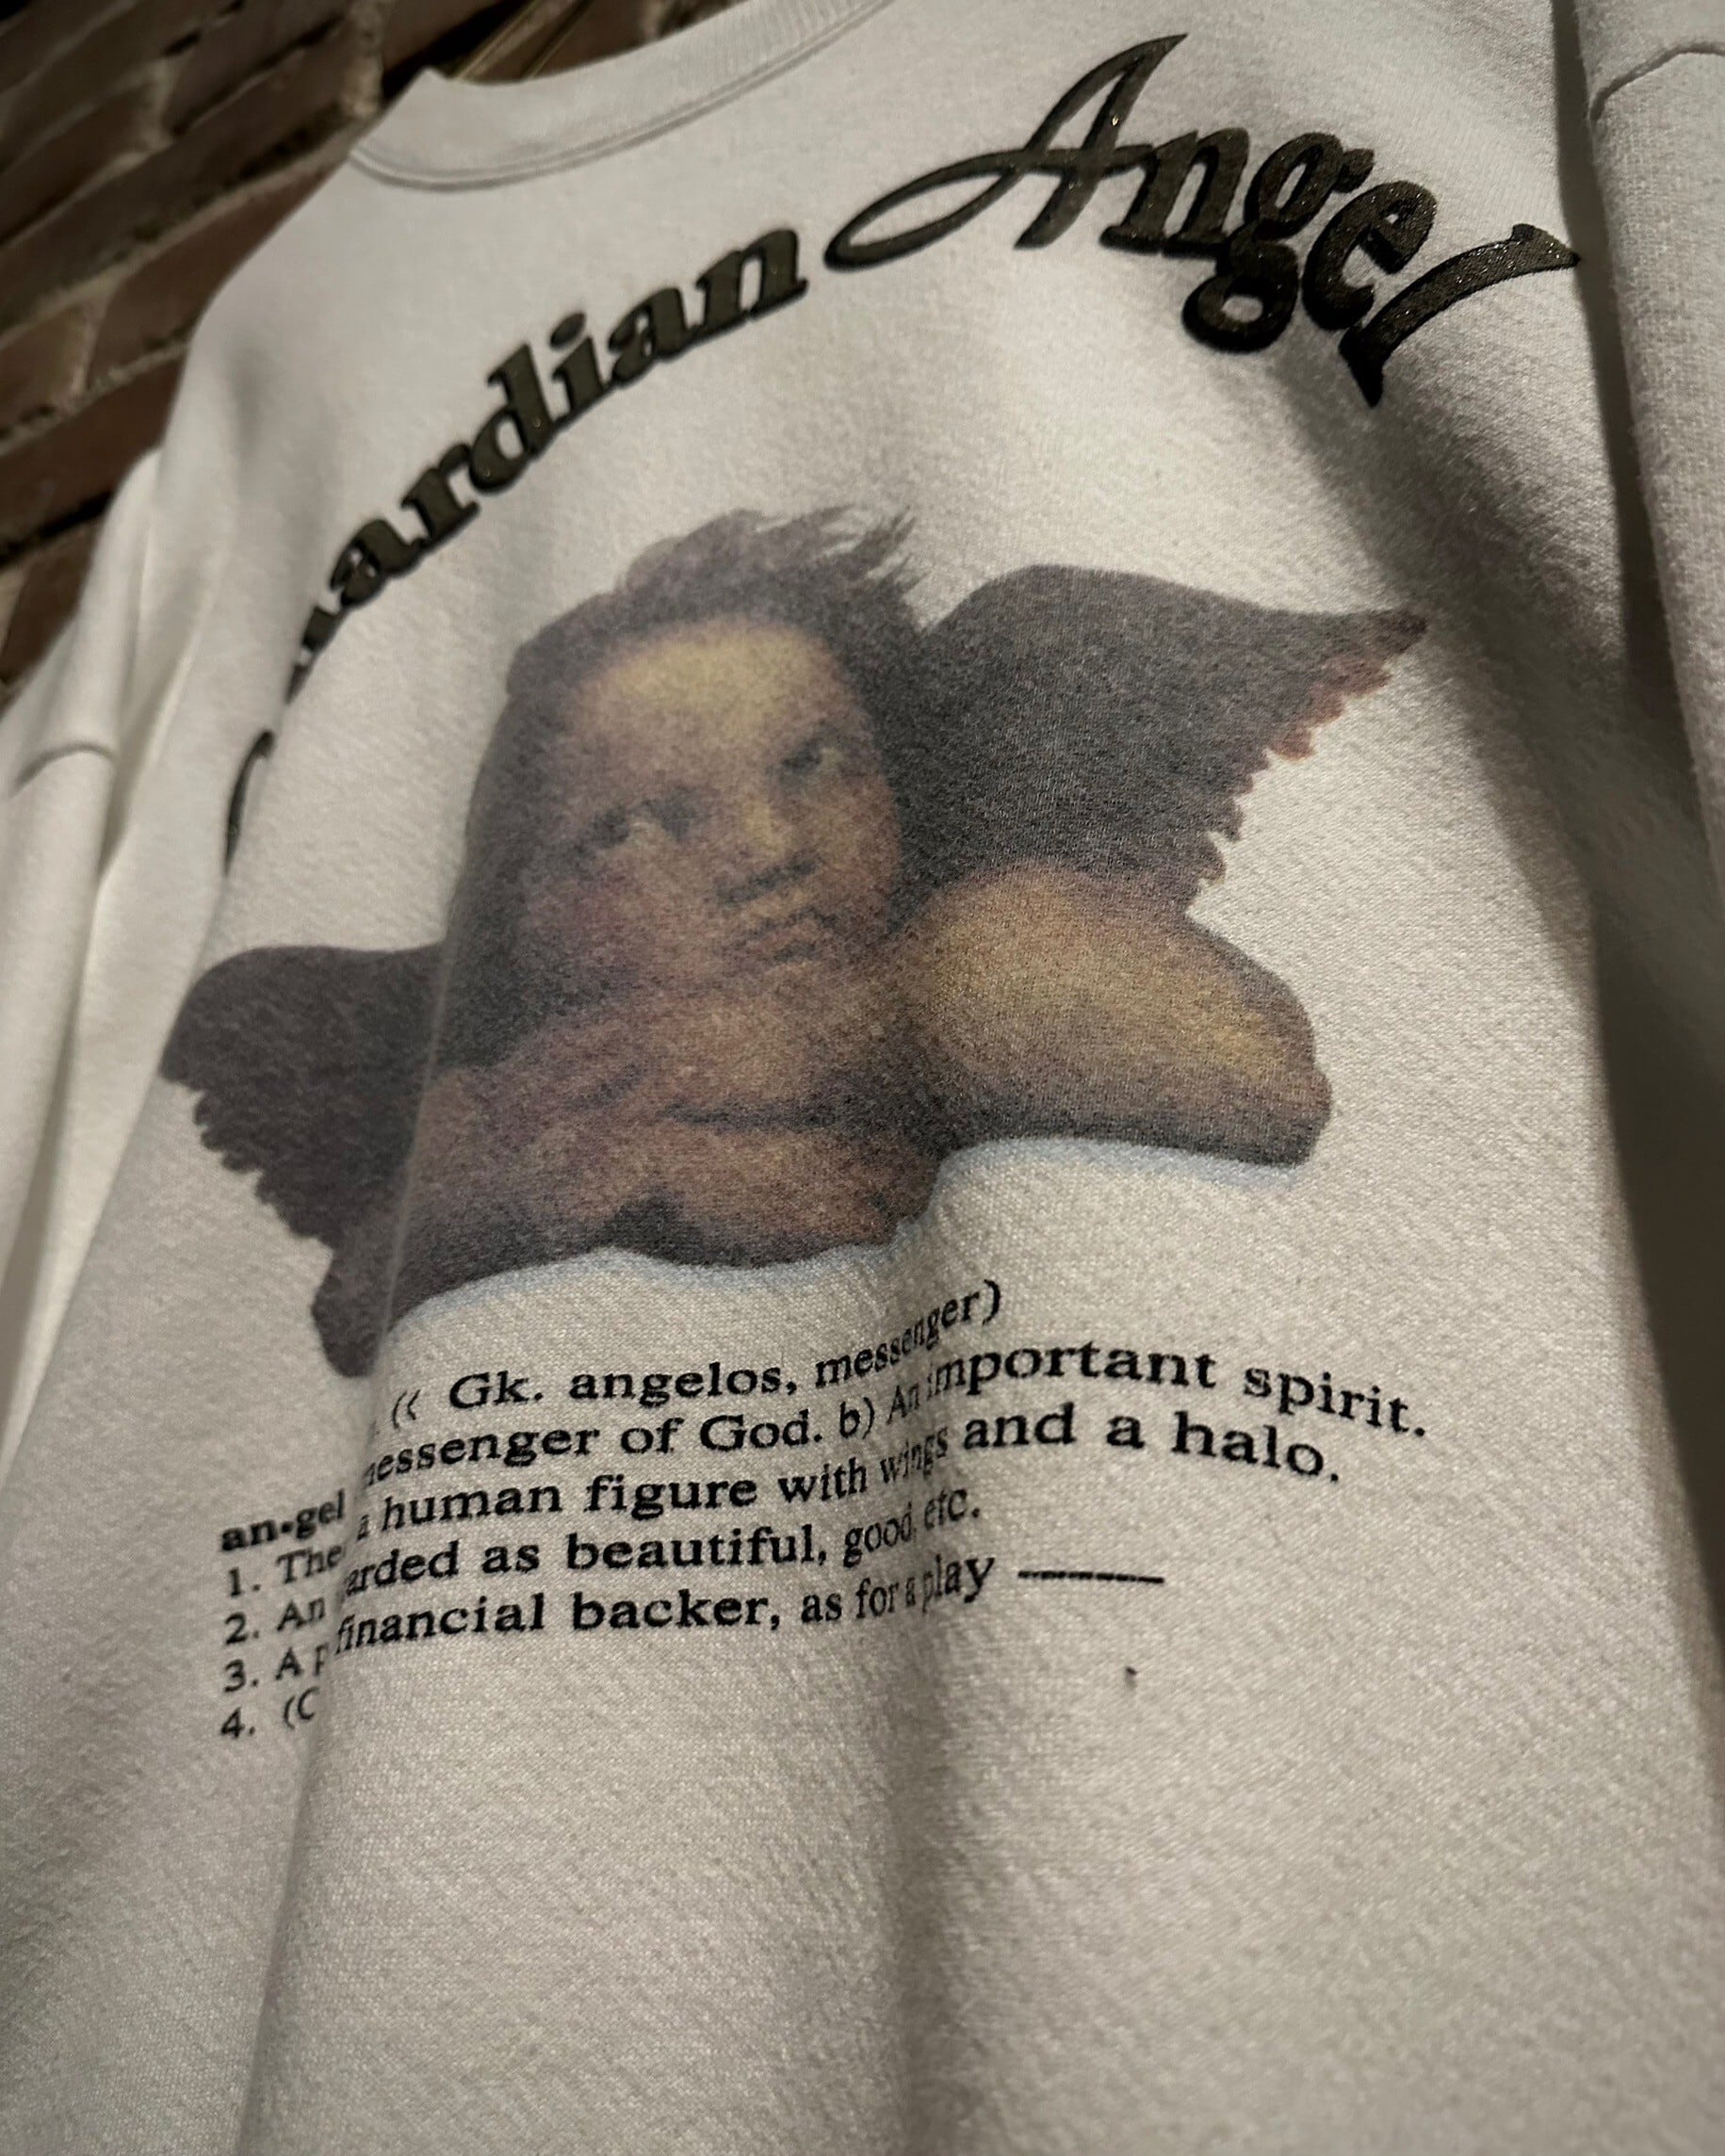 Guardian Angel
an•gel (< Gk. angelos, messenger)
1. The messenger of God. b) An important spirit.
2. An a human figure with wings and a halo.
3. A arded as beautiful, good, etc.
4. financial backer, as for a play